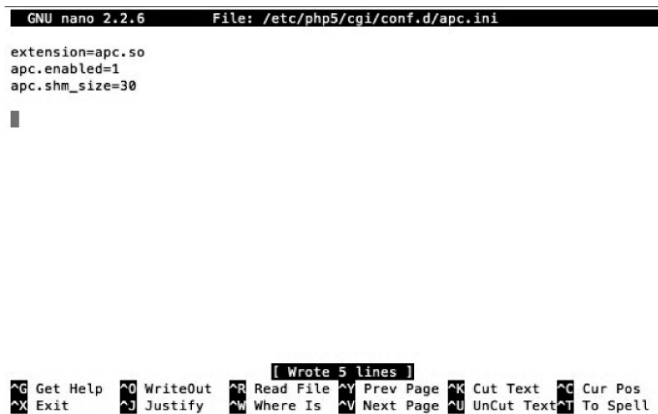 GNU nano 2.2.6 File: /etc/php5/cgi/conf.d/apc.ini
extension=apc.so
apc.enabled=1
apc.shm_size=30
[ Wrote 5 lines ]
^G Get Help ^O WriteOut ^R Read File ^Y Prev Page ^K Cut Text ^C Cur Pos
^X Exit ^J Justify ^W Where Is ^V Next Page ^U UnCut Text ^T To Spell